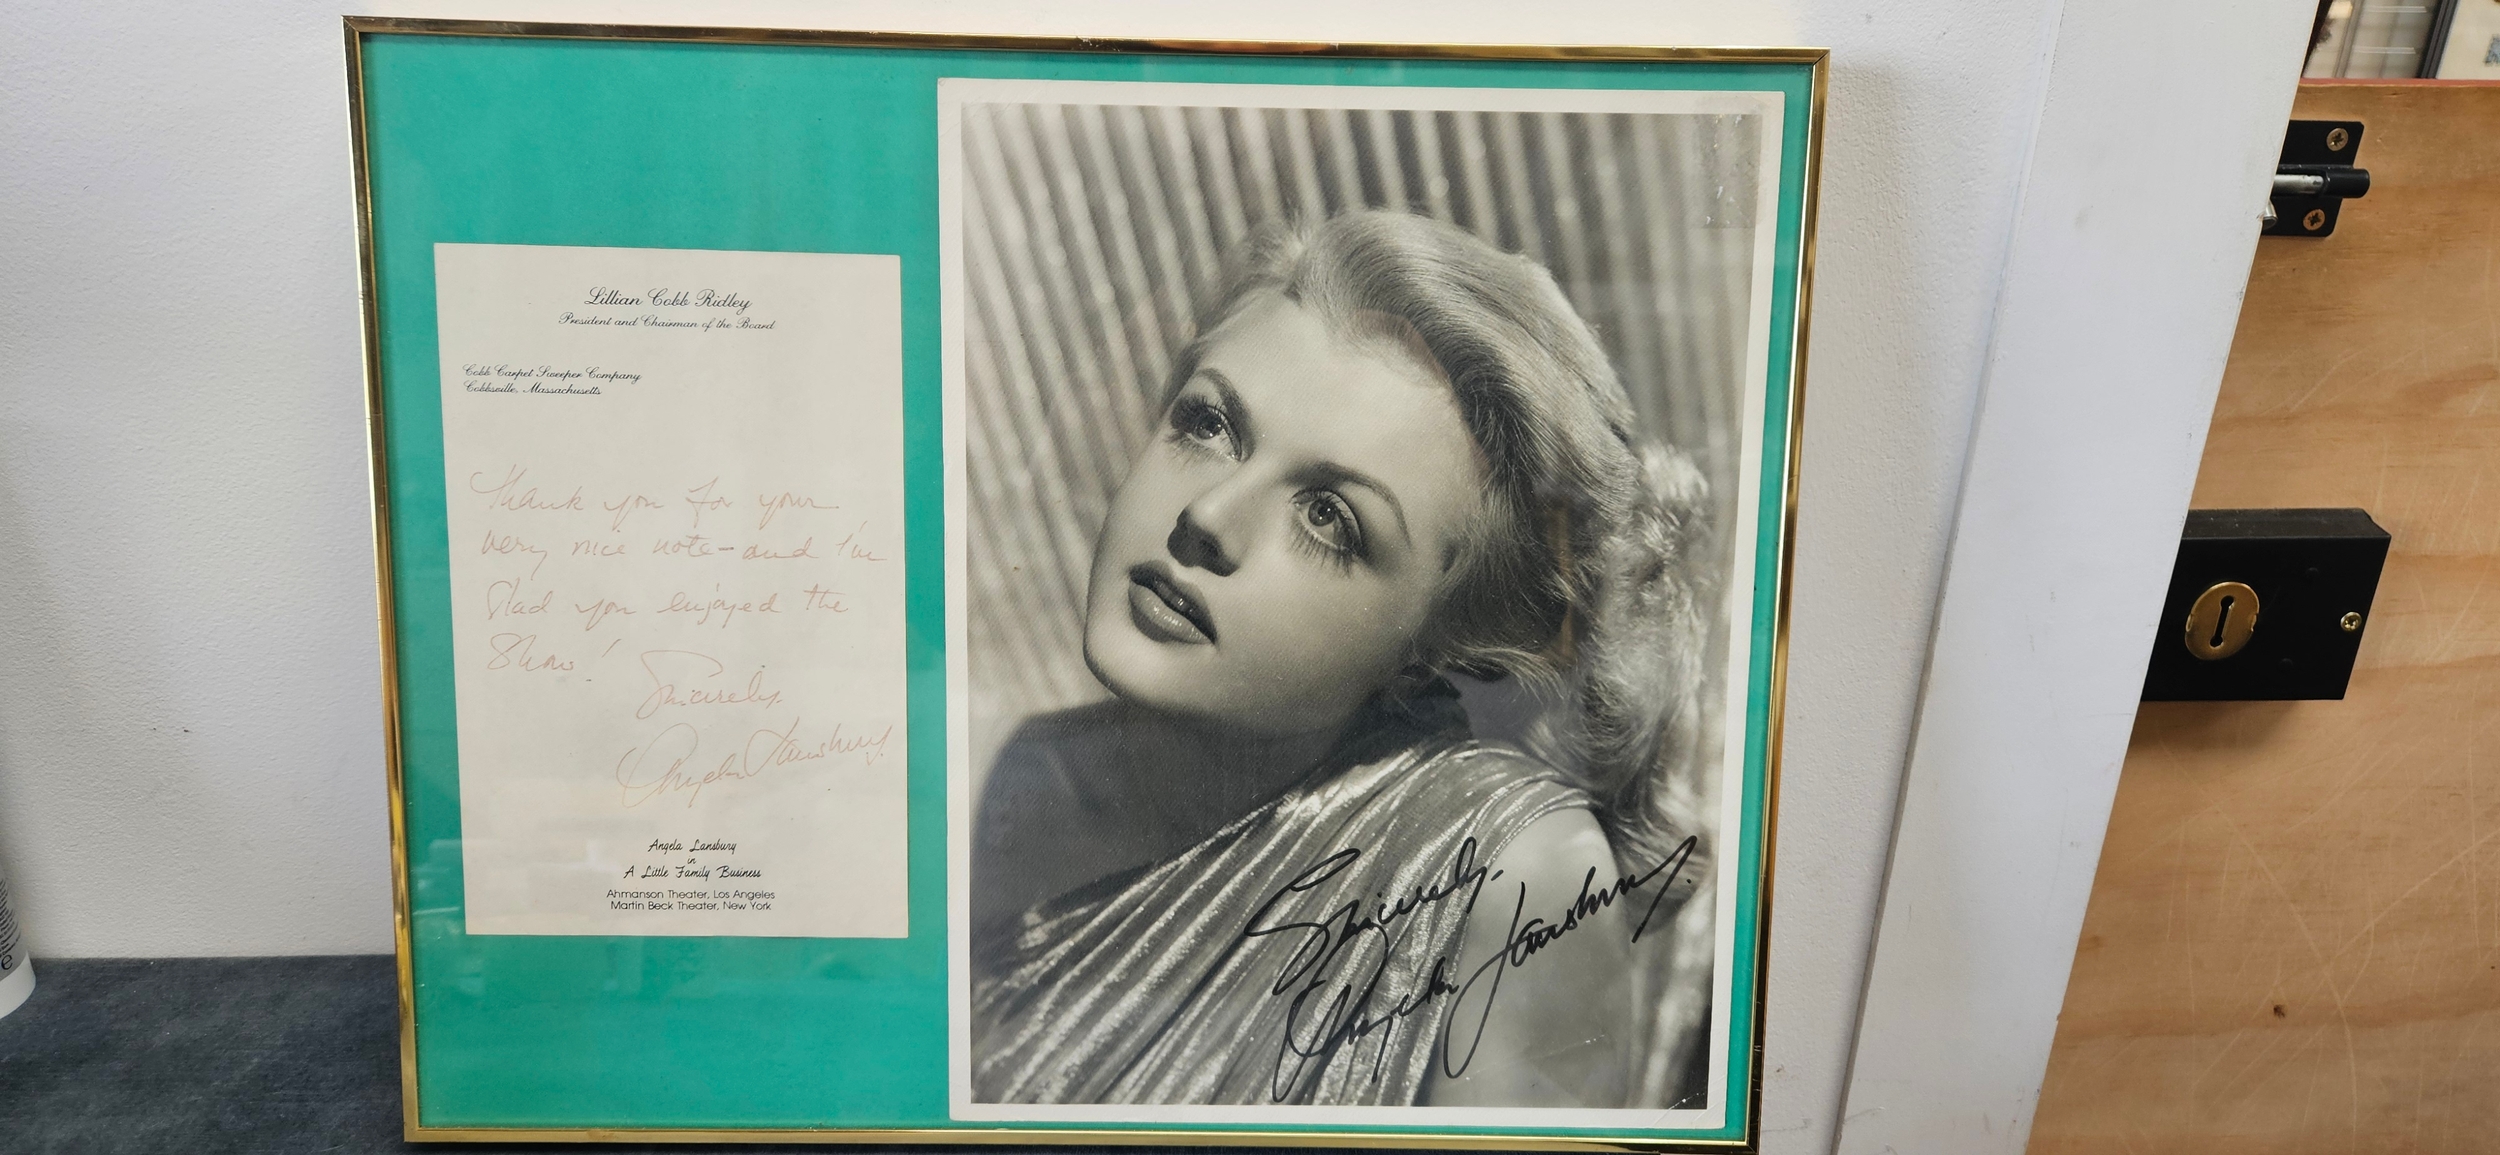 Lillian Cobb Ridley
President and Chairman of the Board
Cobb Carpet Sweeper Company
Cobbsville, Massachusetts
Thank you for your
very nice note - and I'm
Glad you enjoyed the
Show!
Sincerely.
Angela Lansbury.
Angela Lansbury
in
A Little Family Business
Ahmanson Theater, Los Angeles
Martin Beck Theater, New York
Sincerely.
Angela Lansbury.
e